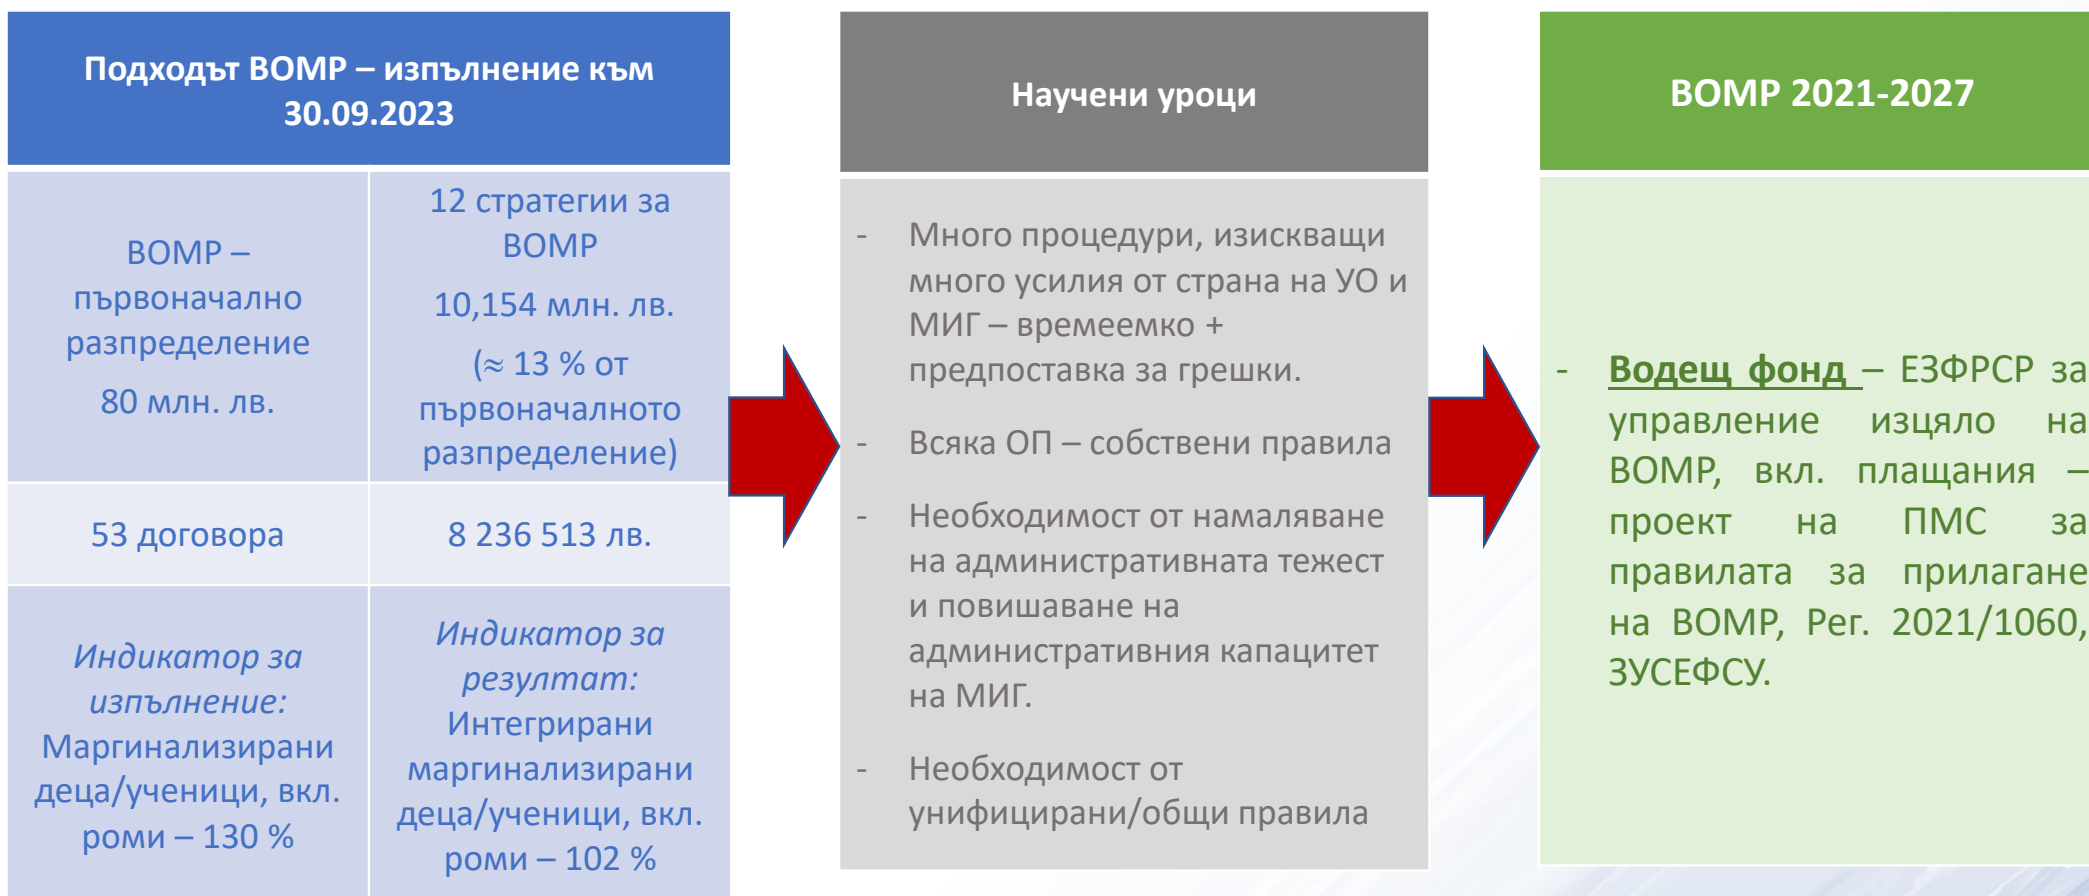 Подходът ВОМР – изпълнение към
30.09.2023
ВОМР –
първоначално
разпределение
80 млн. лв.
12 стратегии за
ВОМР
10,154 млн. лв.
(≈ 13 % от
първоначалното
разпределение)
53 договора
8 236 513 лв.
Индикатор за
изпълнение:
Маргинализирани
деца/ученици, вкл.
роми – 130 %
Индикатор за
резултат:
Интегрирани
маргинализирани
деца/ученици, вкл.
роми – 102 %
Научени уроци
- Много процедури, изискващи
много усилия от страна на УО и
МИГ – времеемко +
предпоставка за грешки.
- Всяка ОП – собствени правила
- Необходимост от намаляване
на административната тежест
и повишаване на
административния капацитет
на МИГ.
- Необходимост от
унифицирани/общи правила
ВОМР 2021-2027
- Водещ фонд – ЕЗФРСР за
управление изцяло на
ВОМР, вкл. плащания –
проект на ПМС за
правилата за прилагане
на ВОМР, Рег. 2021/1060,
ЗУСЕФСУ.